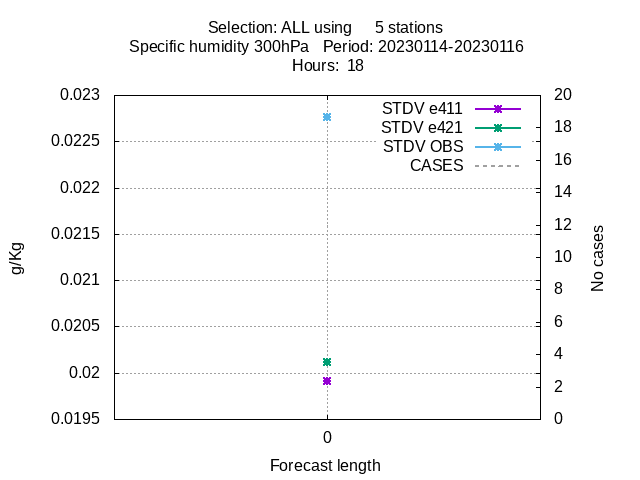 Selection: ALL using 5 stations
Specific humidity 300hPa Period: 20230114-20230116
Hours: 18
0.023
0.0225
0.022
0.0215
0.021
0.0205
0.02
0.0195
g/Kg
STDV e411
STDV e421
STDV OBS
CASES
20
18
16
14
12
10
8
6
4
2
0
No cases
0
Forecast length